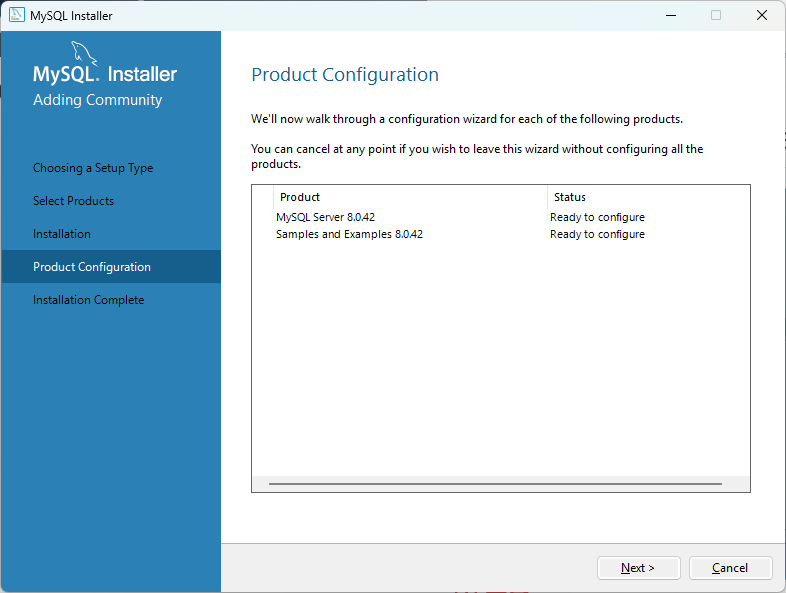 MySQL Installer
MySQL. Installer
Adding Community
Choosing a Setup Type
Select Products
Installation
Product Configuration
Installation Complete
Product Configuration
We'll now walk through a configuration wizard for each of the following products.
You can cancel at any point if you wish to leave this wizard without configuring all the
products.
Product Status
MySQL Server 8.0.42 Ready to configure
Samples and Examples 8.0.42 Ready to configure
Next > Cancel